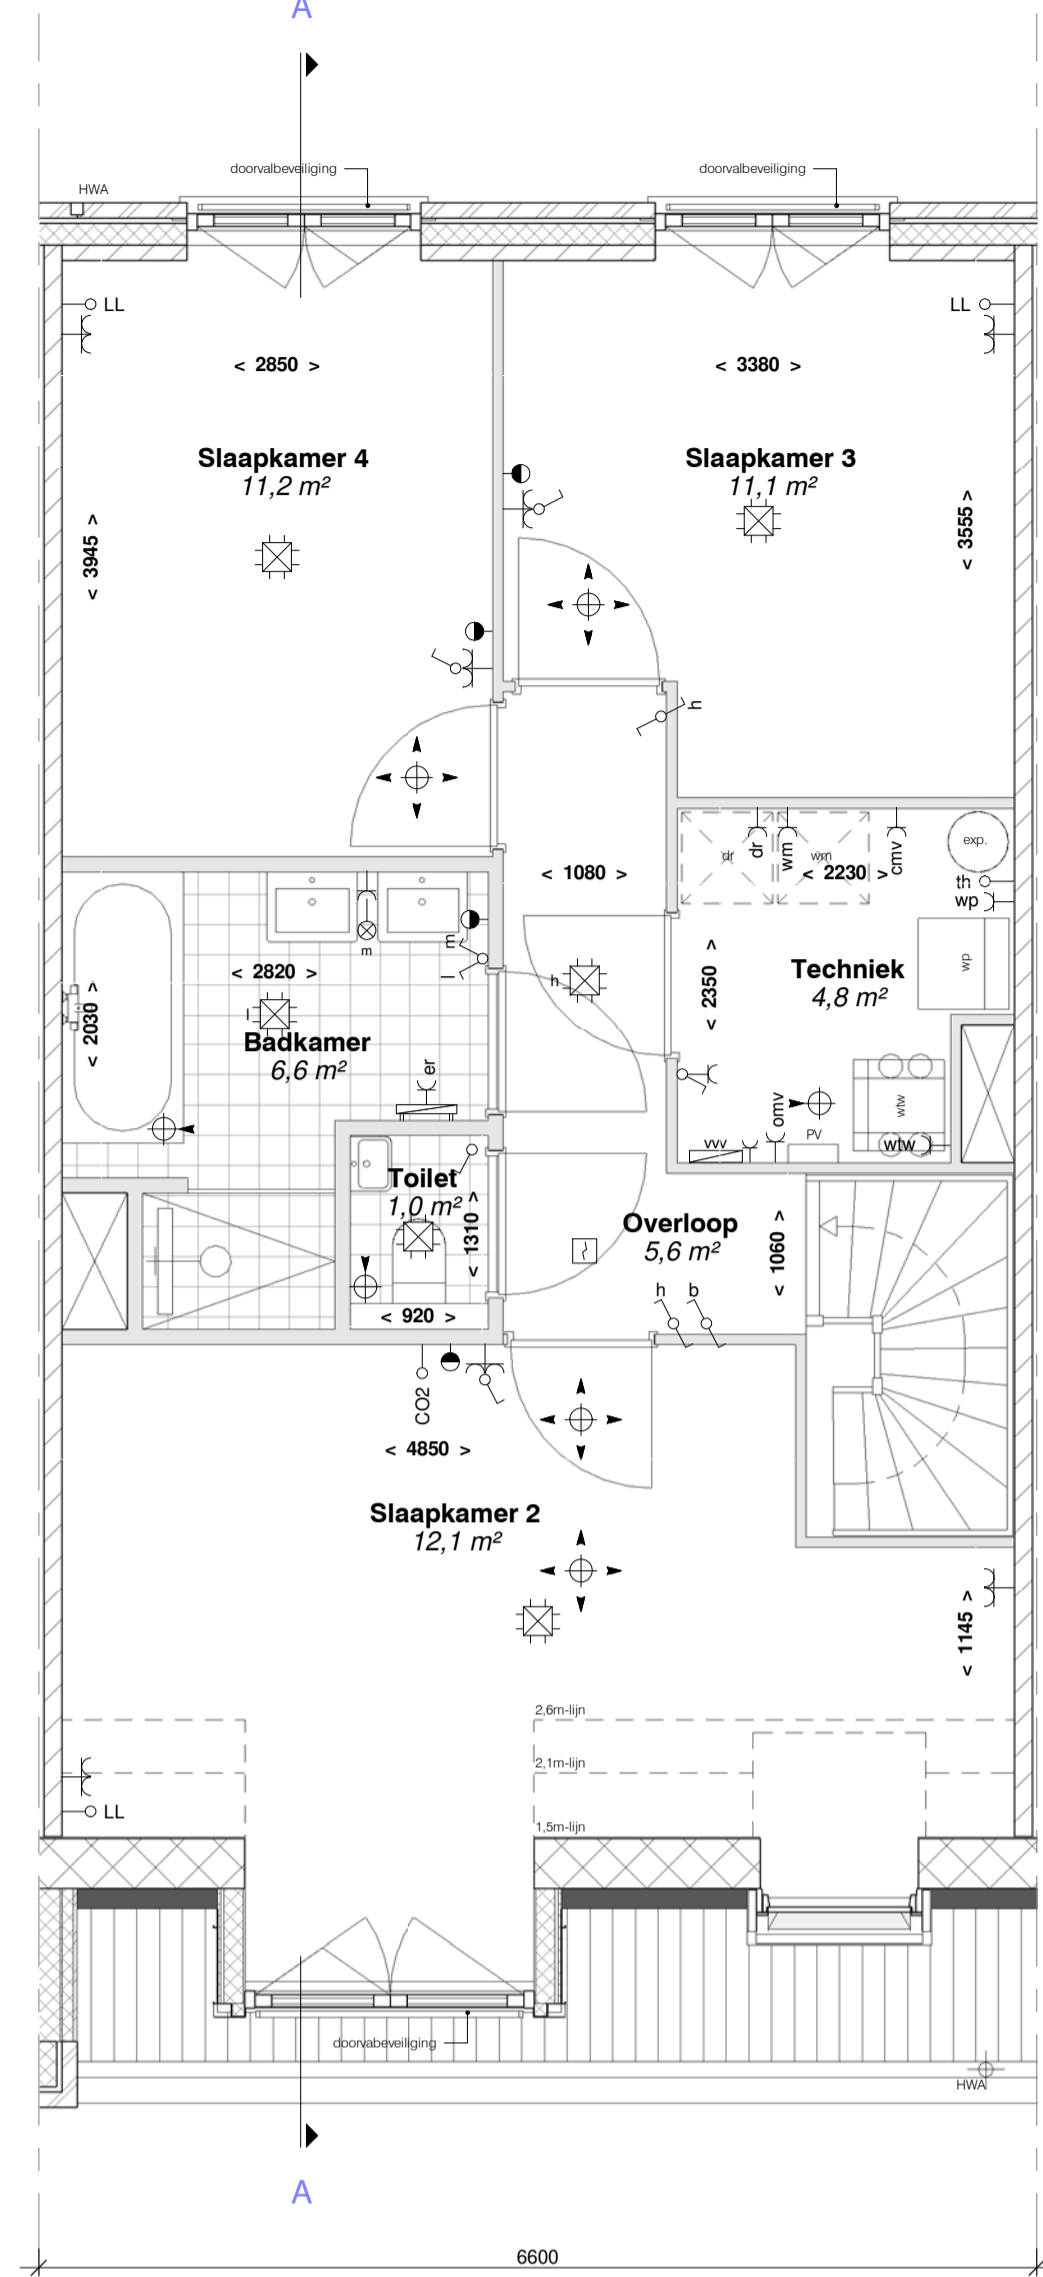 A
doorvalbeveiliging
doorvalbeveiliging
HWA
LL
LL
< 2850 >
< 3380 >
Slaapkamer 4
11,2 m²
Slaapkamer 3
11,1 m²
< 3945 >
< 3555 >
h
< 1080 >
dr
dr
wm
wm
< 2230 >
cmv
exp.
th
wp
m
m
l
h
< 2820 >
l
< 2030 >
Badkamer
6,6 m²
< 2350 >
Techniek
4,8 m²
wp
er
omv
wtw
vvv
PV
wtw
Toilet
1,0 m²
< 1310 >
< 920 >
Overloop
5,6 m²
< 1060 >
h
b
CO2
< 4850 >
Slaapkamer 2
12,1 m²
< 1145 >
2,6m-lijn
2,1m-lijn
1,5m-lijn
LL
doorvabeveiliging
HWA
A
6600